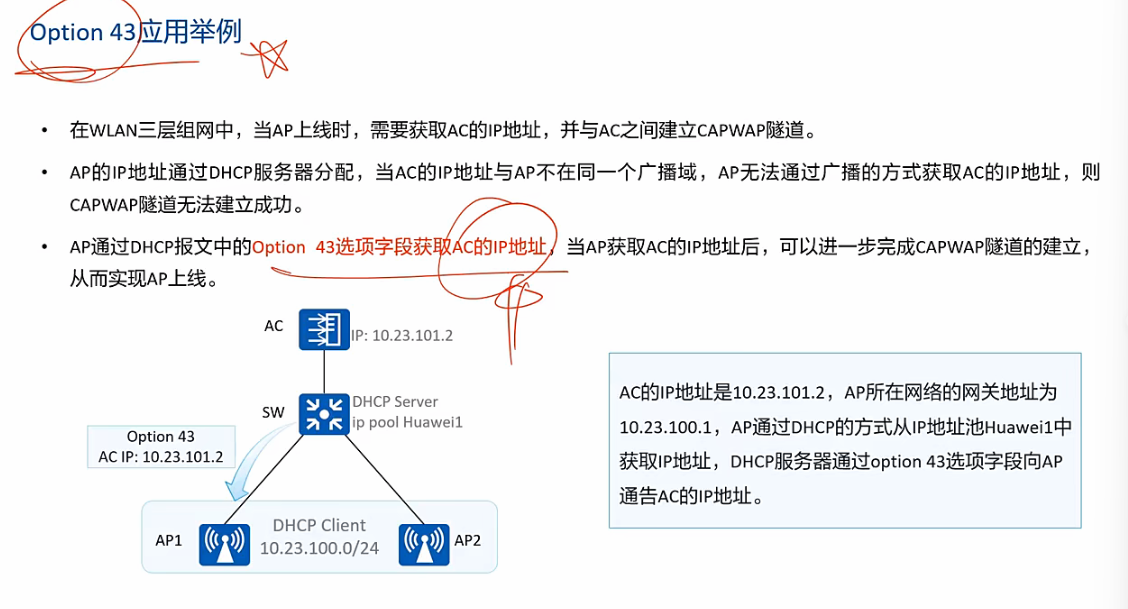 Option 43应用举例
• 在WLAN三层组网中，当AP上线时，需要获取AC的IP地址，并与AC之间建立CAPWAP隧道。
• AP的IP地址通过DHCP服务器分配，当AC的IP地址与AP不在同一个广播域，AP无法通过广播的方式获取AC的IP地址，则
CAPWAP隧道无法建立成功。
• AP通过DHCP报文中的Option 43选项字段获取AC的IP地址，当AP获取AC的IP地址后，可以进一步完成CAPWAP隧道的建立，
从而实现AP上线。
AC
IP: 10.23.101.2
SW
DHCP Server
ip pool Huawei1
Option 43
AC IP: 10.23.101.2
AP1
DHCP Client
10.23.100.0/24
AP2
AC的IP地址是10.23.101.2，AP所在网络的网关地址为
10.23.100.1，AP通过DHCP的方式从IP地址池Huawei1中
获取IP地址，DHCP服务器通过option 43选项字段向AP
通告AC的IP地址。